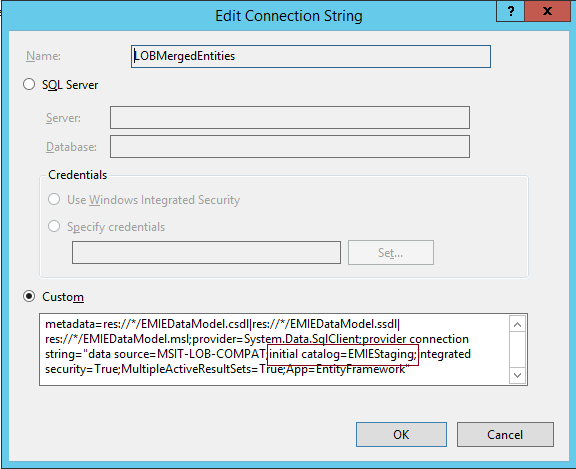 Edit Connection String
?
x
Name:
LOBMergedEntities
SQL Server
Server:
Database:
Credentials
Use Windows Integrated Security
Specify credentials
Set...
Custom
metadata=res://*/EMIEDataModel.csdl|res://*/EMIEDataModel.ssdl|
res://*/EMIEDataModel.msl;provider=System.Data.SqlClient;provider connection
string="data source=MSIT-LOB-COMPAT;initial catalog=EMIEStaging;integrated
security=True;MultipleActiveResultSets=True;App=EntityFramework"
OK
Cancel